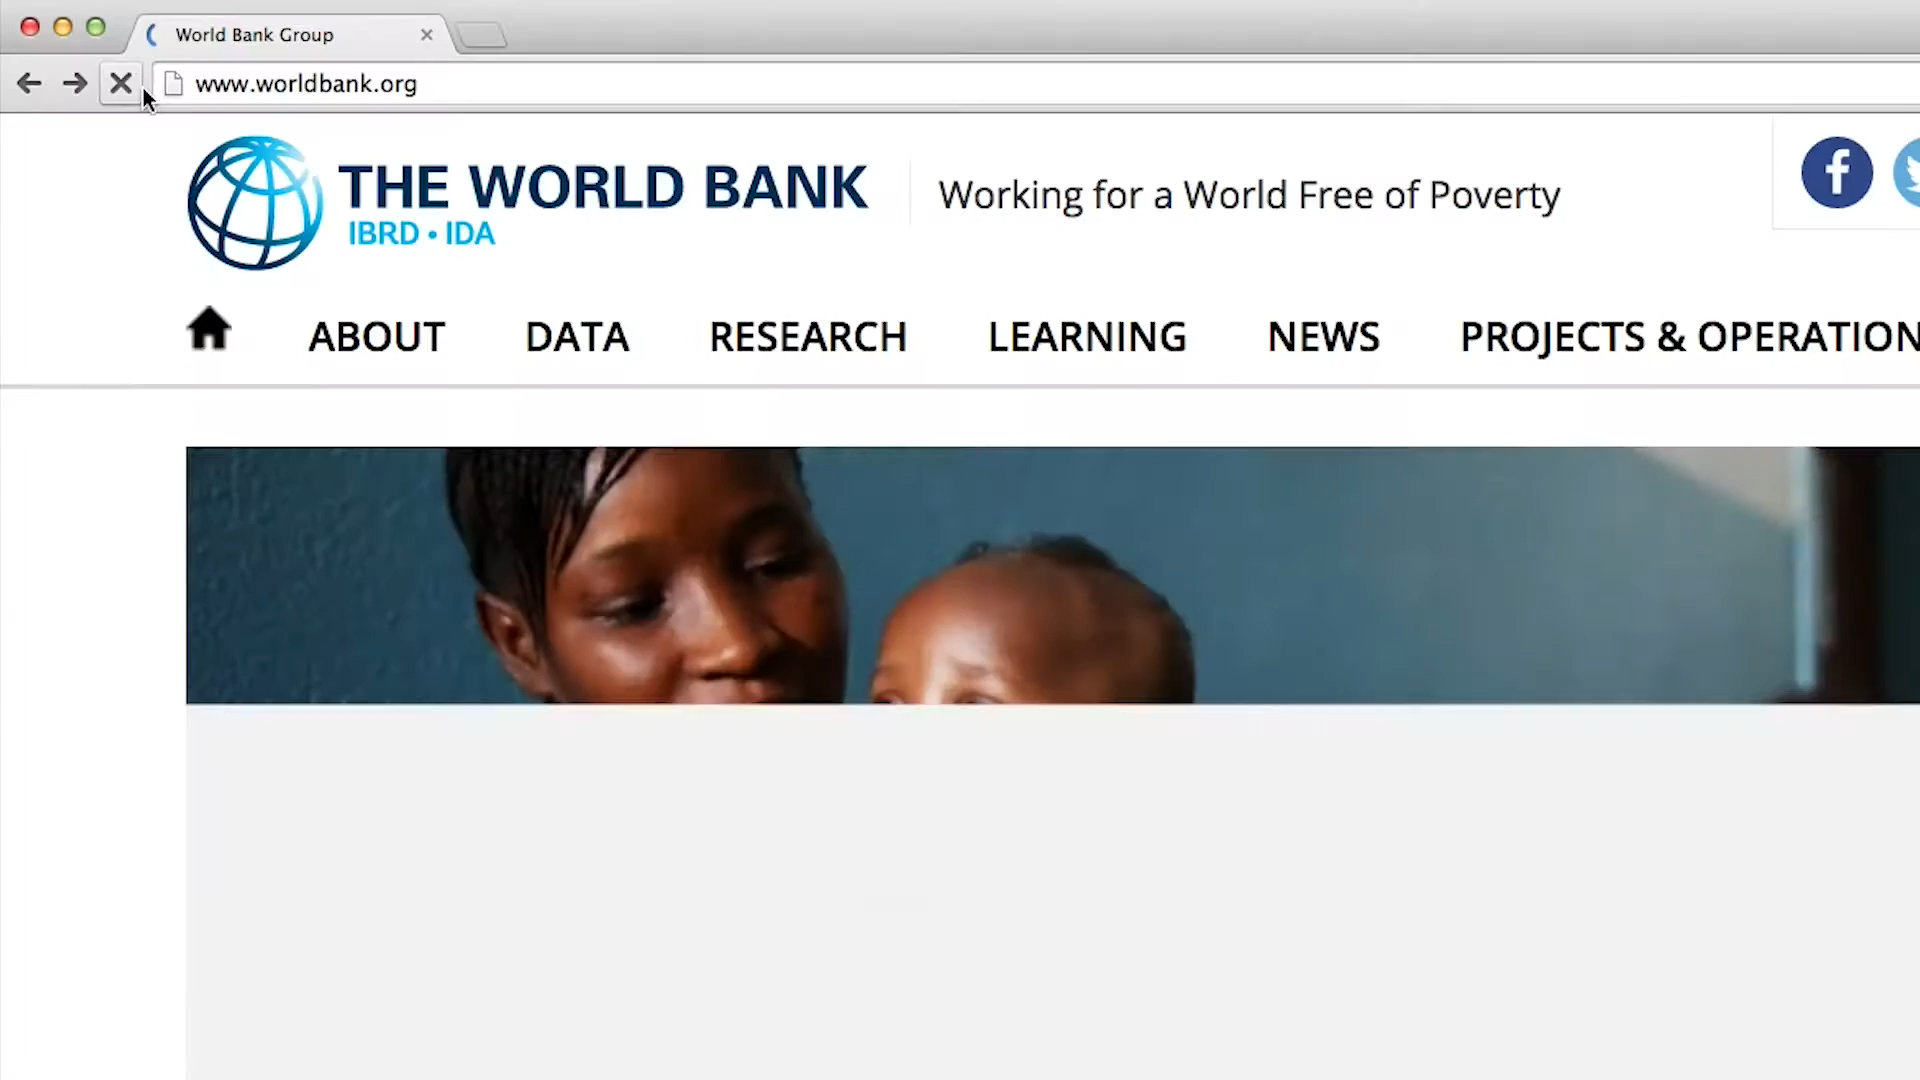 World Bank Group
www.worldbank.org
THE WORLD BANK
IBRD • IDA
Working for a World Free of Poverty
f
ABOUT DATA RESEARCH LEARNING NEWS PROJECTS & OPERATION